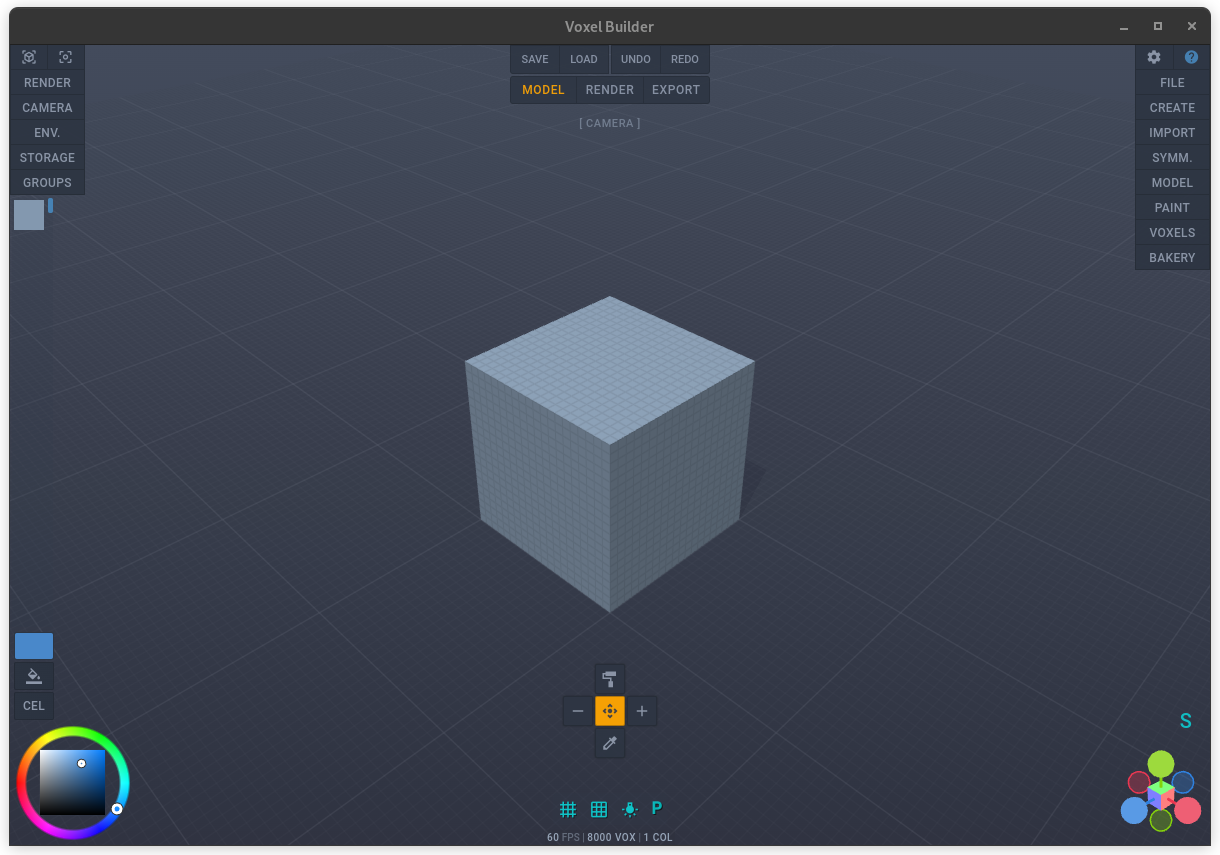 Voxel Builder
SAVE LOAD UNDO REDO
MODEL RENDER EXPORT
[ CAMERA ]
RENDER
CAMERA
ENV.
STORAGE
GROUPS
FILE
CREATE
IMPORT
SYMM.
MODEL
PAINT
VOXELS
BAKERY
CEL
S
P
60 FPS | 8000 VOX | 1 COL